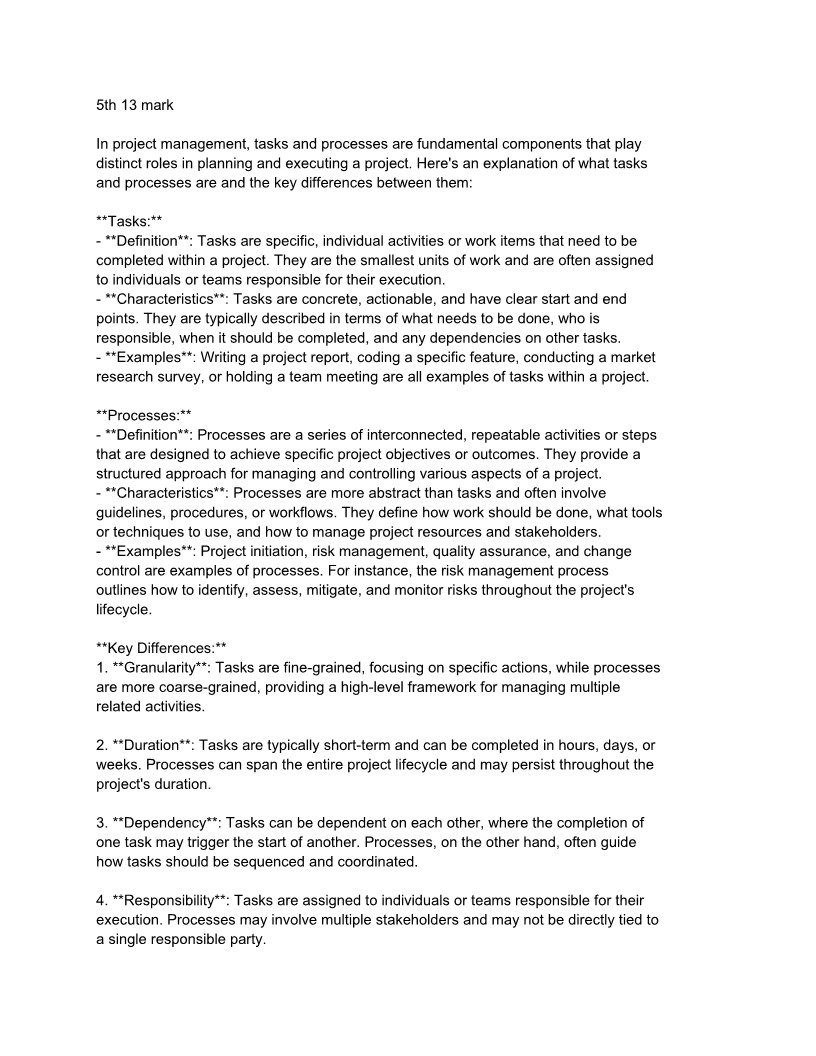 5th 13 mark
In project management, tasks and processes are fundamental components that play
distinct roles in planning and executing a project. Here's an explanation of what tasks
and processes are and the key differences between them:
**Tasks:**
- **Definition**: Tasks are specific, individual activities or work items that need to be
completed within a project. They are the smallest units of work and are often assigned
to individuals or teams responsible for their execution.
- **Characteristics**: Tasks are concrete, actionable, and have clear start and end
points. They are typically described in terms of what needs to be done, who is
responsible, when it should be completed, and any dependencies on other tasks.
- **Examples**: Writing a project report, coding a specific feature, conducting a market
research survey, or holding a team meeting are all examples of tasks within a project.
**Processes:**
- **Definition**: Processes are a series of interconnected, repeatable activities or steps
that are designed to achieve specific project objectives or outcomes. They provide a
structured approach for managing and controlling various aspects of a project.
- **Characteristics**: Processes are more abstract than tasks and often involve
guidelines, procedures, or workflows. They define how work should be done, what tools
or techniques to use, and how to manage project resources and stakeholders.
- **Examples**: Project initiation, risk management, quality assurance, and change
control are examples of processes. For instance, the risk management process
outlines how to identify, assess, mitigate, and monitor risks throughout the project's
lifecycle.
**Key Differences:**
1. **Granularity**: Tasks are fine-grained, focusing on specific actions, while processes
are more coarse-grained, providing a high-level framework for managing multiple
related activities.
2. **Duration**: Tasks are typically short-term and can be completed in hours, days, or
weeks. Processes can span the entire project lifecycle and may persist throughout the
project's duration.
3. **Dependency**: Tasks can be dependent on each other, where the completion of
one task may trigger the start of another. Processes, on the other hand, often guide
how tasks should be sequenced and coordinated.
4. **Responsibility**: Tasks are assigned to individuals or teams responsible for their
execution. Processes may involve multiple stakeholders and may not be directly tied to
a single responsible party.